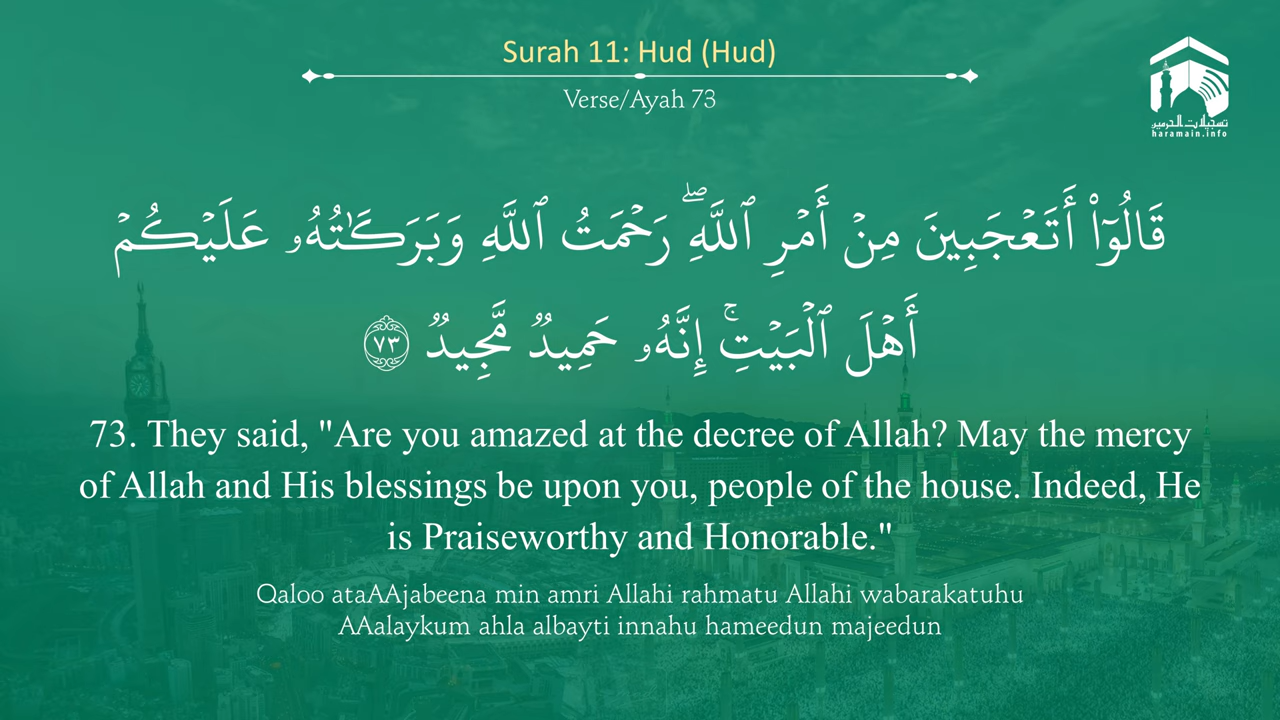 Surah 11: Hud (Hud)
Verse/Ayah 73
تسجيلات الحرمين
haramain.info
قَالُوٓا۟ أَتَعْجَبِينَ مِنْ أَمْرِ ٱللَّهِ ۖ رَحْمَتُ ٱللَّهِ وَبَرَكَـٰتُهُۥ عَلَيْكُمْ
أَهْلَ ٱلْبَيْتِ ۚ إِنَّهُۥ حَمِيدٌ مَّجِيدٌ ٧٣
73. They said, "Are you amazed at the decree of Allah? May the mercy
of Allah and His blessings be upon you, people of the house. Indeed, He
is Praiseworthy and Honorable."
Qaloo ataAAjabeena min amri Allahi rahmatu Allahi wabarakatuhu
AAalaykum ahla albayti innahu hameedun majeedun